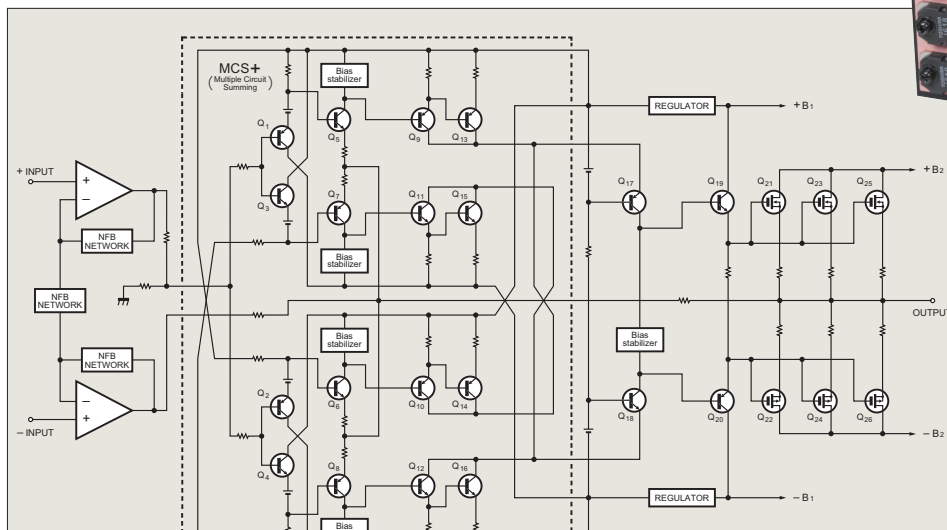 MCS+
( Multiple Circuit
Summing )
Bias
stabilizer
REGULATOR
+ B1
Q1
Q5
Q9
Q13
+ INPUT
+
−
NFB
NETWORK
Q3
Q7
Q11
Q15
Q17
Q19
Q21
Q23
Q25
+ B2
Bias
stabilizer
NFB
NETWORK
OUTPUT
Bias
stabilizer
Bias
stabilizer
NFB
NETWORK
−
+
− INPUT
Q2
Q6
Q10
Q14
Q18
Q20
Q22
Q24
Q26
− B2
Q4
Q8
Q12
Q16
REGULATOR
− B1
Bias